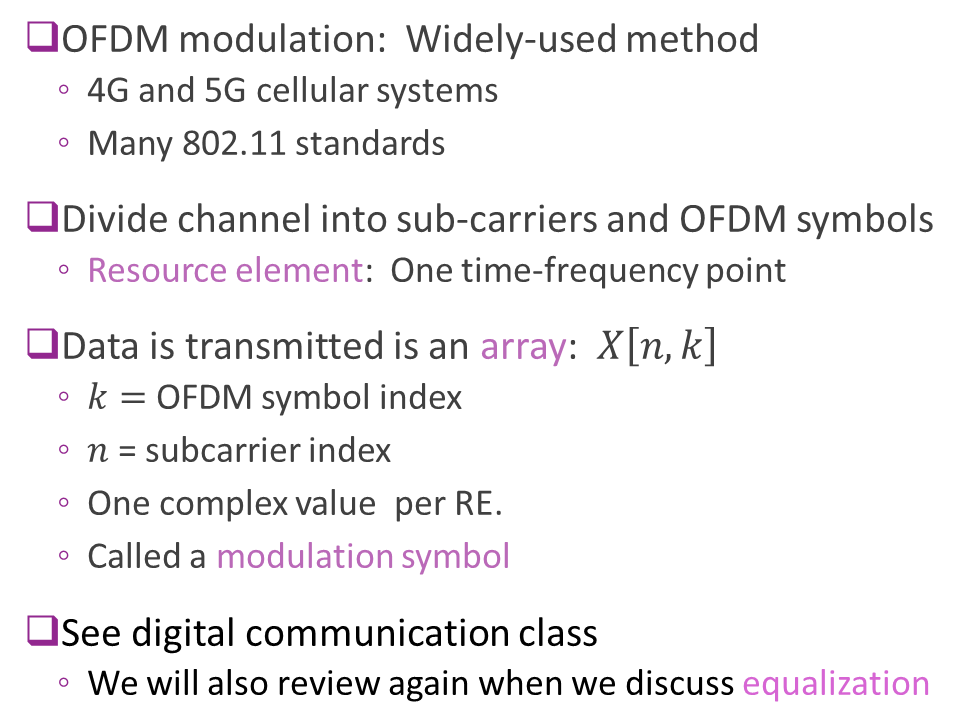 ❑OFDM modulation:  Widely-used method
◦ 4G and 5G cellular systems
◦ Many 802.11 standards
❑Divide channel into sub-carriers and OFDM symbols
◦ Resource element:  One time-frequency point
❑Data is transmitted is an array:  𝑋[𝑛, 𝑘]
◦ 𝑘 = OFDM symbol index
◦ 𝑛 = subcarrier index
◦ One complex value  per RE.
◦ Called a modulation symbol
❑See digital communication class
◦ We will also review again when we discuss equalization